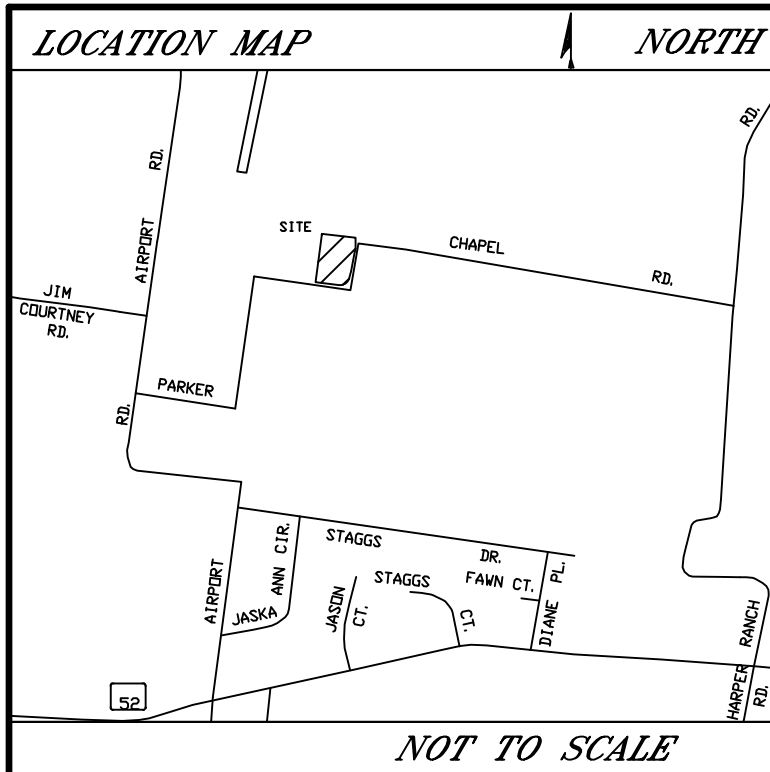 LOCATION MAP
NORTH
RD.
RD.
AIRPORT
SITE
CHAPEL
RD.
JIM
COURTNEY
RD.
PARKER
RD.
STAGGS
DR.
ANN CIR.
JASKA
AIRPORT
STAGGS
CT.
JASON
CT.
FAWN CT.
DIANE PL.
RANCH
HARPER
RD.
52
NOT TO SCALE